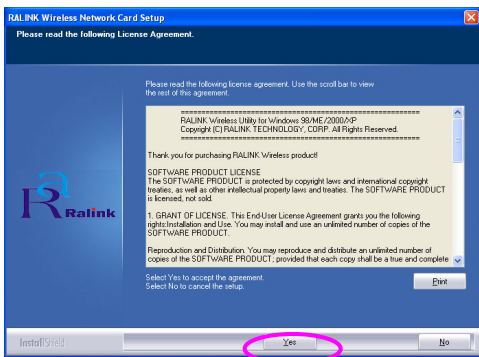 RALINK Wireless Network Card Setup
Please read the following License Agreement.
Please read the following license agreement. Use the scroll bar to view
the rest of this agreement.
============================================================
RALINK Wireless Utility for Windows 98/ME/2000/XP
Copyright (C) RALINK TECHNOLOGY, CORP. All Rights Reserved.
============================================================
Thank you for purchasing RALINK Wireless product!
SOFTWARE PRODUCT LICENSE
The SOFTWARE PRODUCT is protected by copyright laws and international copyright
treaties, as well as other intellectual property laws and treaties. The SOFTWARE PRODUCT
is licensed, not sold.
1. GRANT OF LICENSE. This End-User License Agreement grants you the following
rights:Installation and Use. You may install and use an unlimited number of copies of the
SOFTWARE PRODUCT.
Reproduction and Distribution. You may reproduce and distribute an unlimited number of
copies of the SOFTWARE PRODUCT; provided that each copy shall be a true and complete
Ralink
Select Yes to accept the agreement.
Select No to cancel the setup.
Print
InstallShield
Yes
No